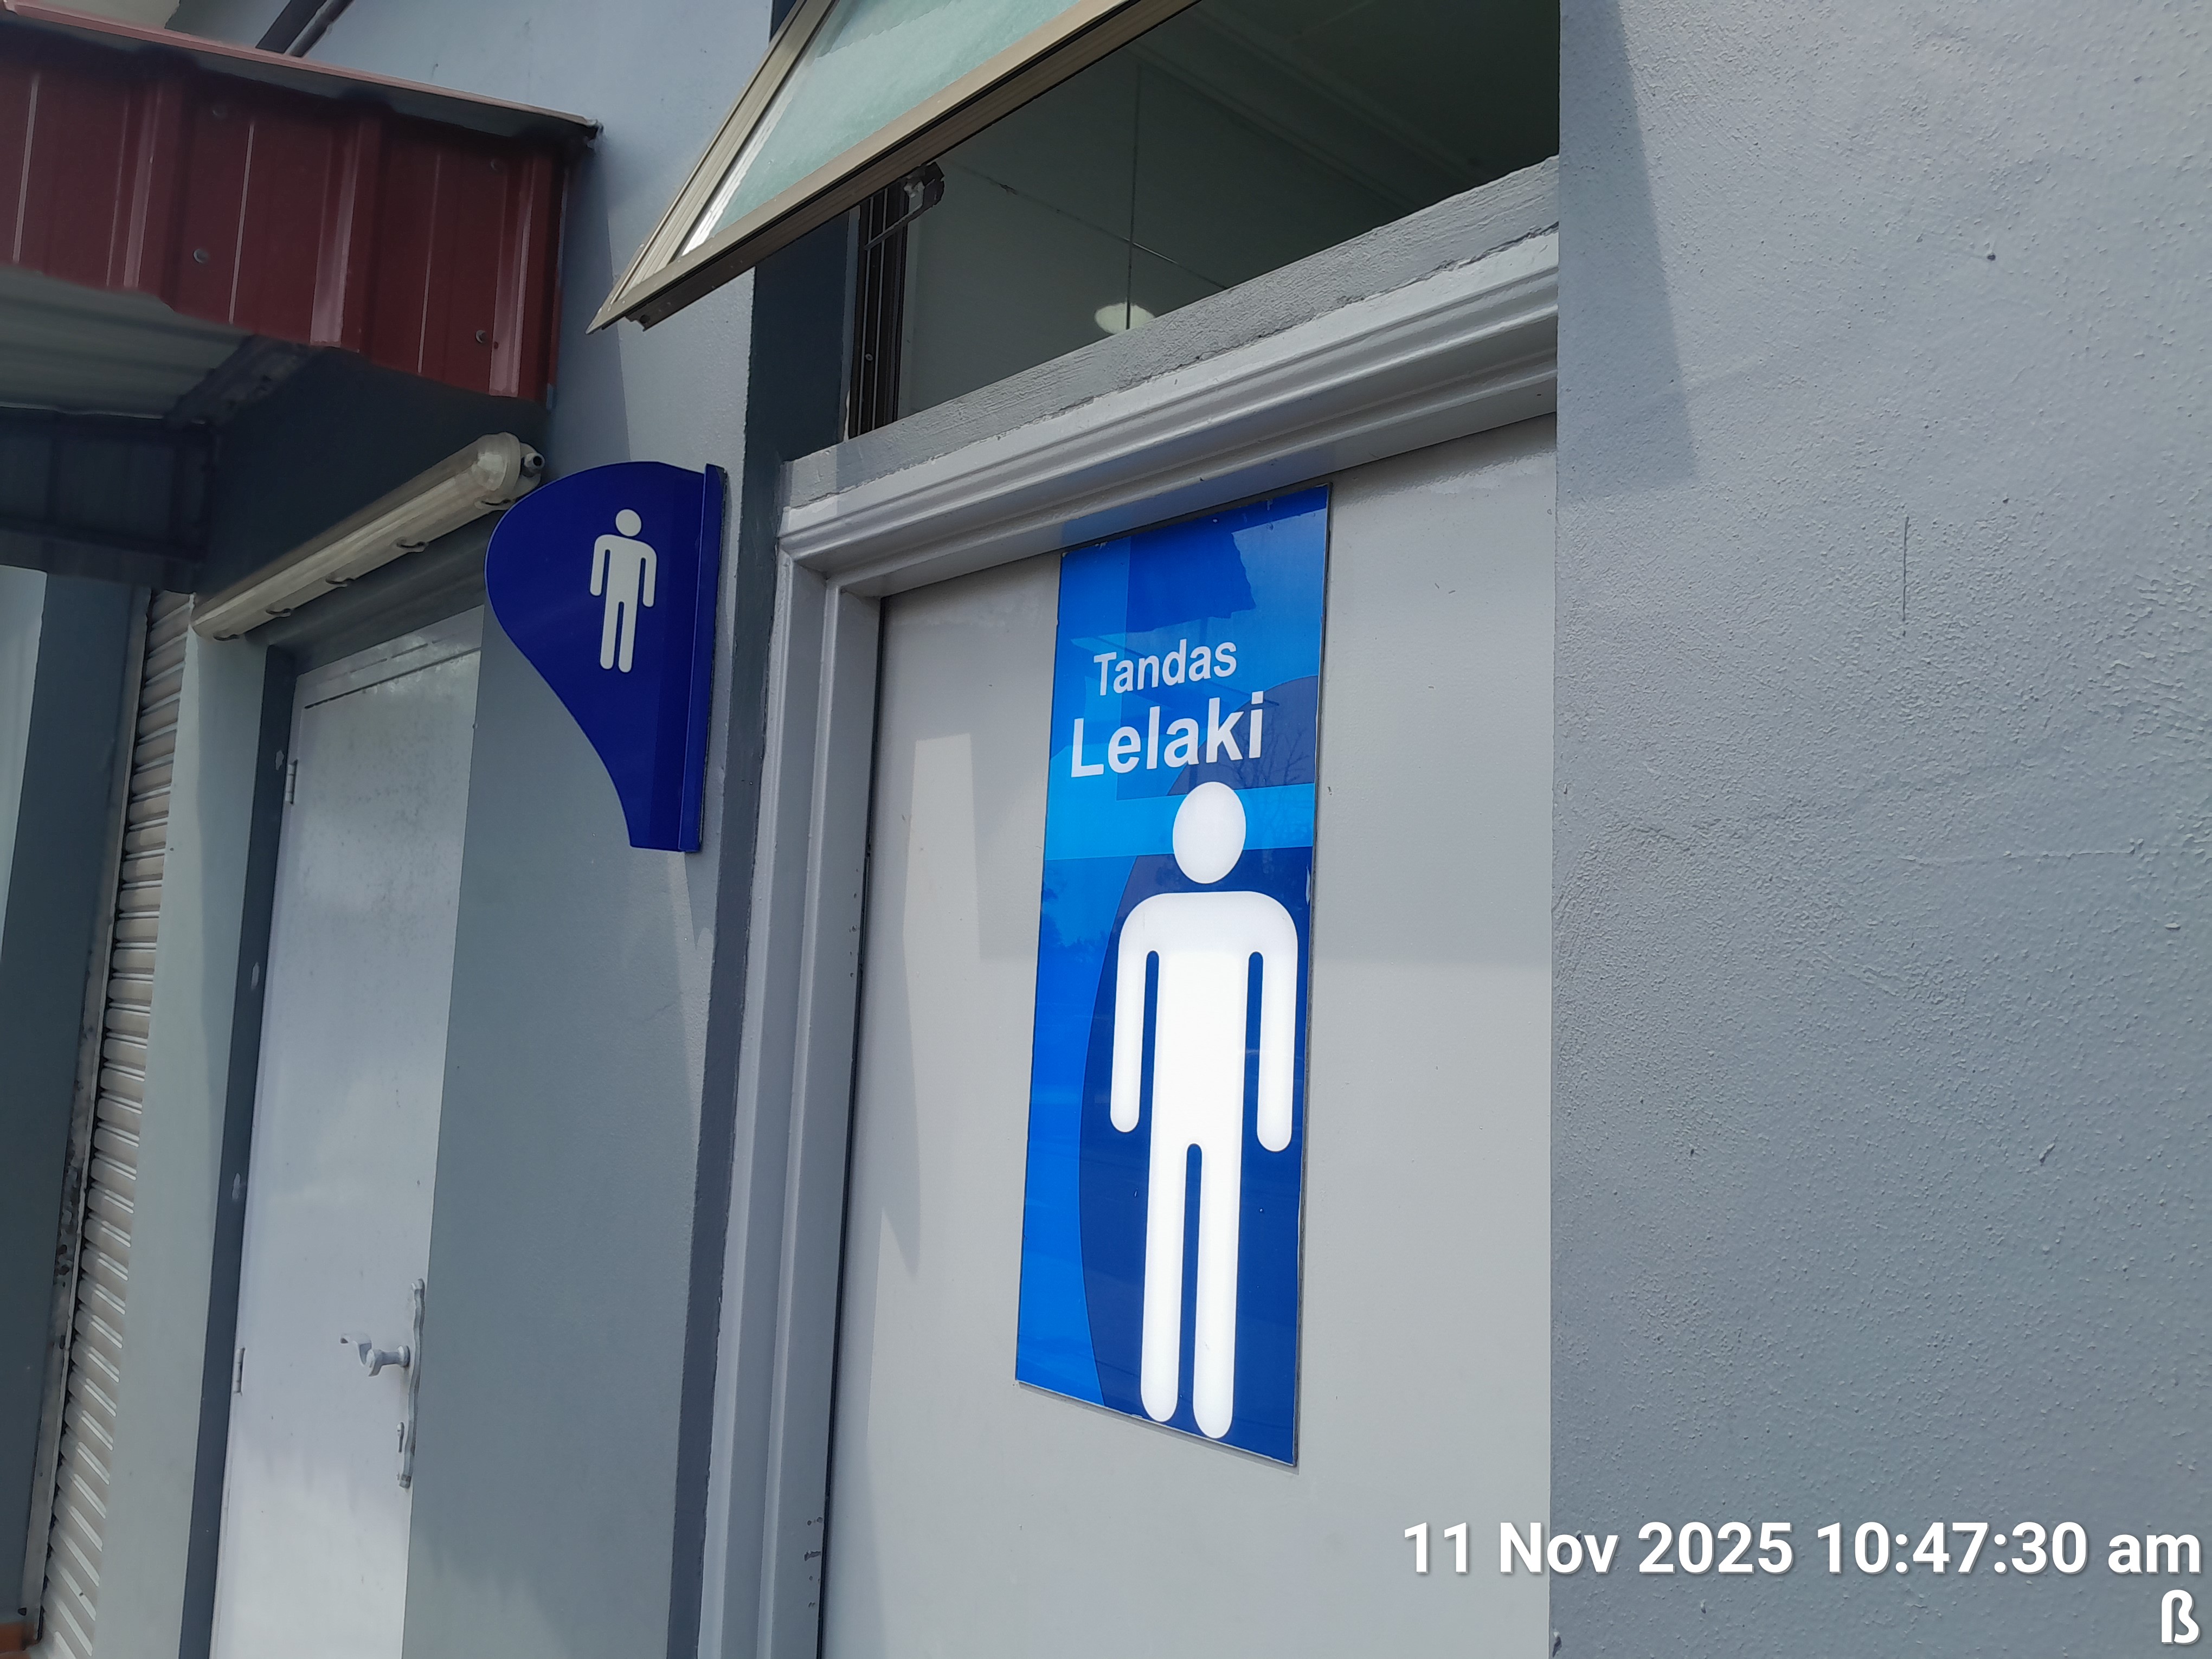 Tandas
Lelaki
11 Nov 2025 10:47:30 am
ß